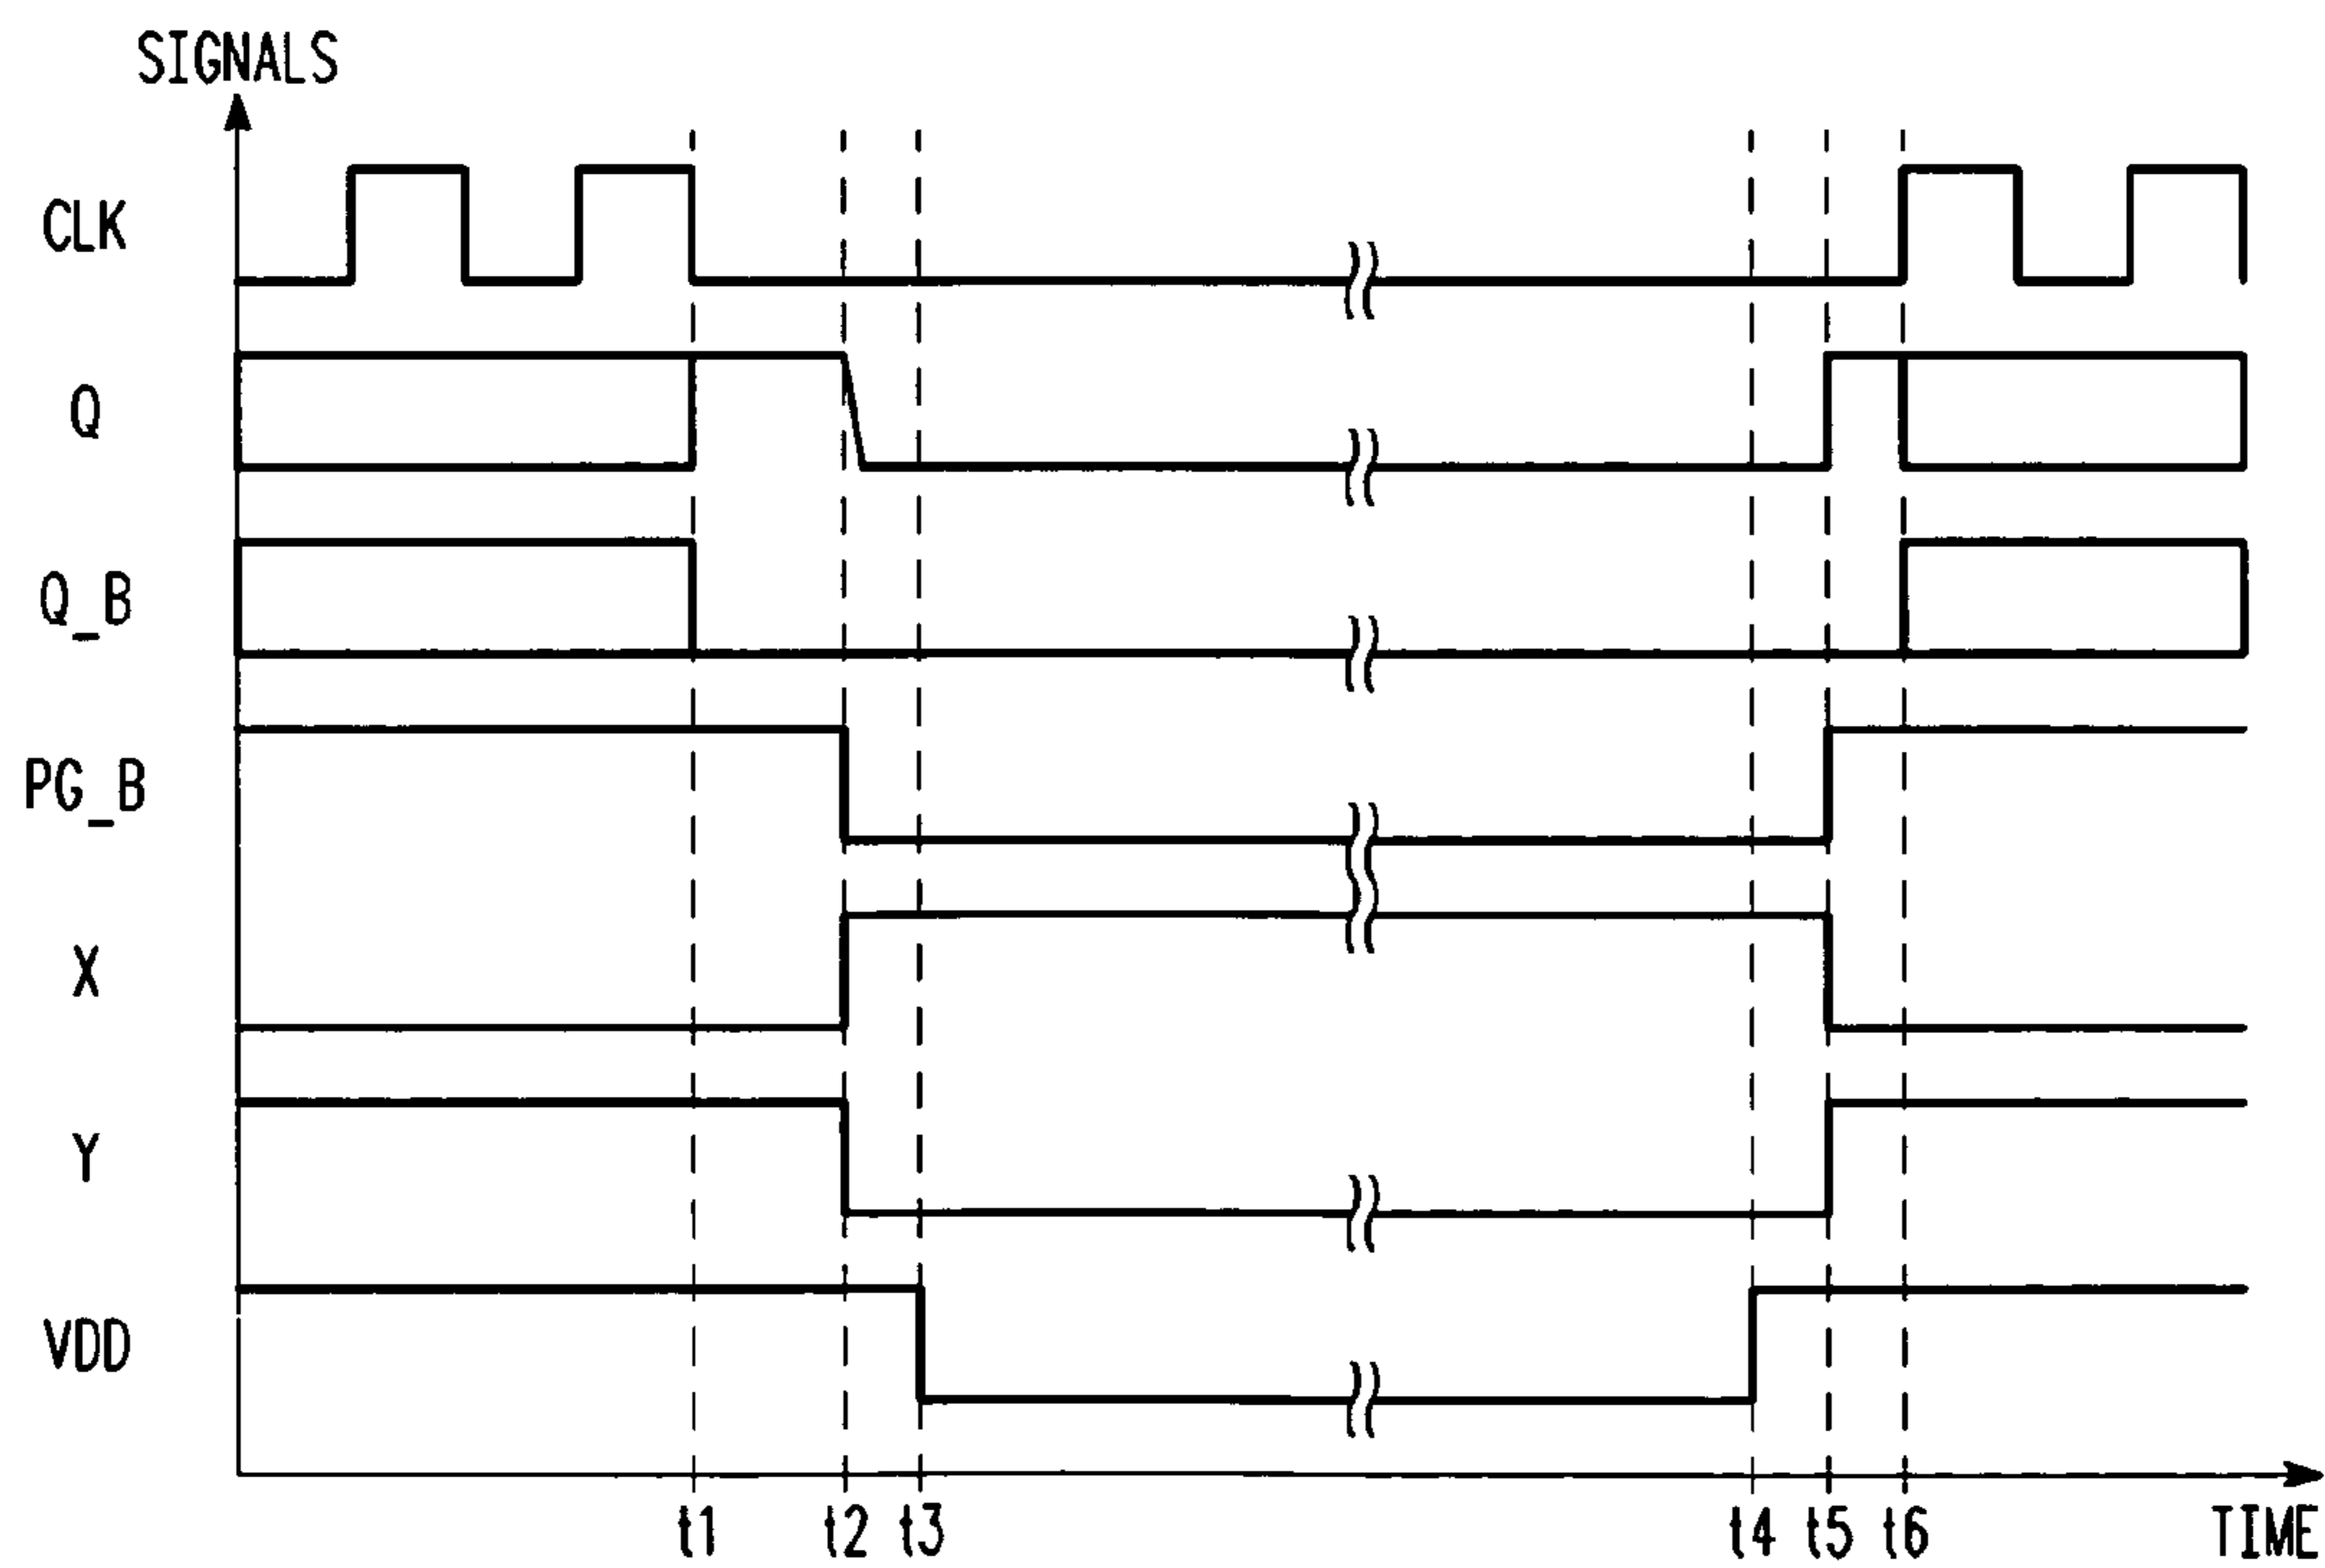 SIGNALS
CLK
Q
Q_B
PG_B
X
Y
VDD
t1 t2 t3 t4 t5 t6 TIME